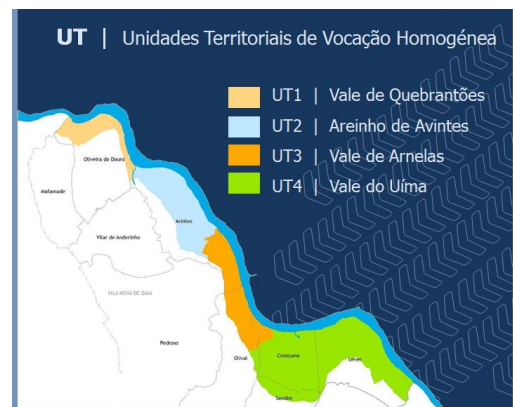 UT | Unidades Territoriais de Vocação Homogénea
UT1 | Vale de Quebrantões
UT2 | Areinho de Avintes
UT3 | Vale de Arnelas
UT4 | Vale do Uíma
Oliveira do Douro
Mafamude
Avintes
Vilar de Andorinho
VILA NOVA DE GAIA
Pedroso
Olival
Crestuma
Lever
Sandim